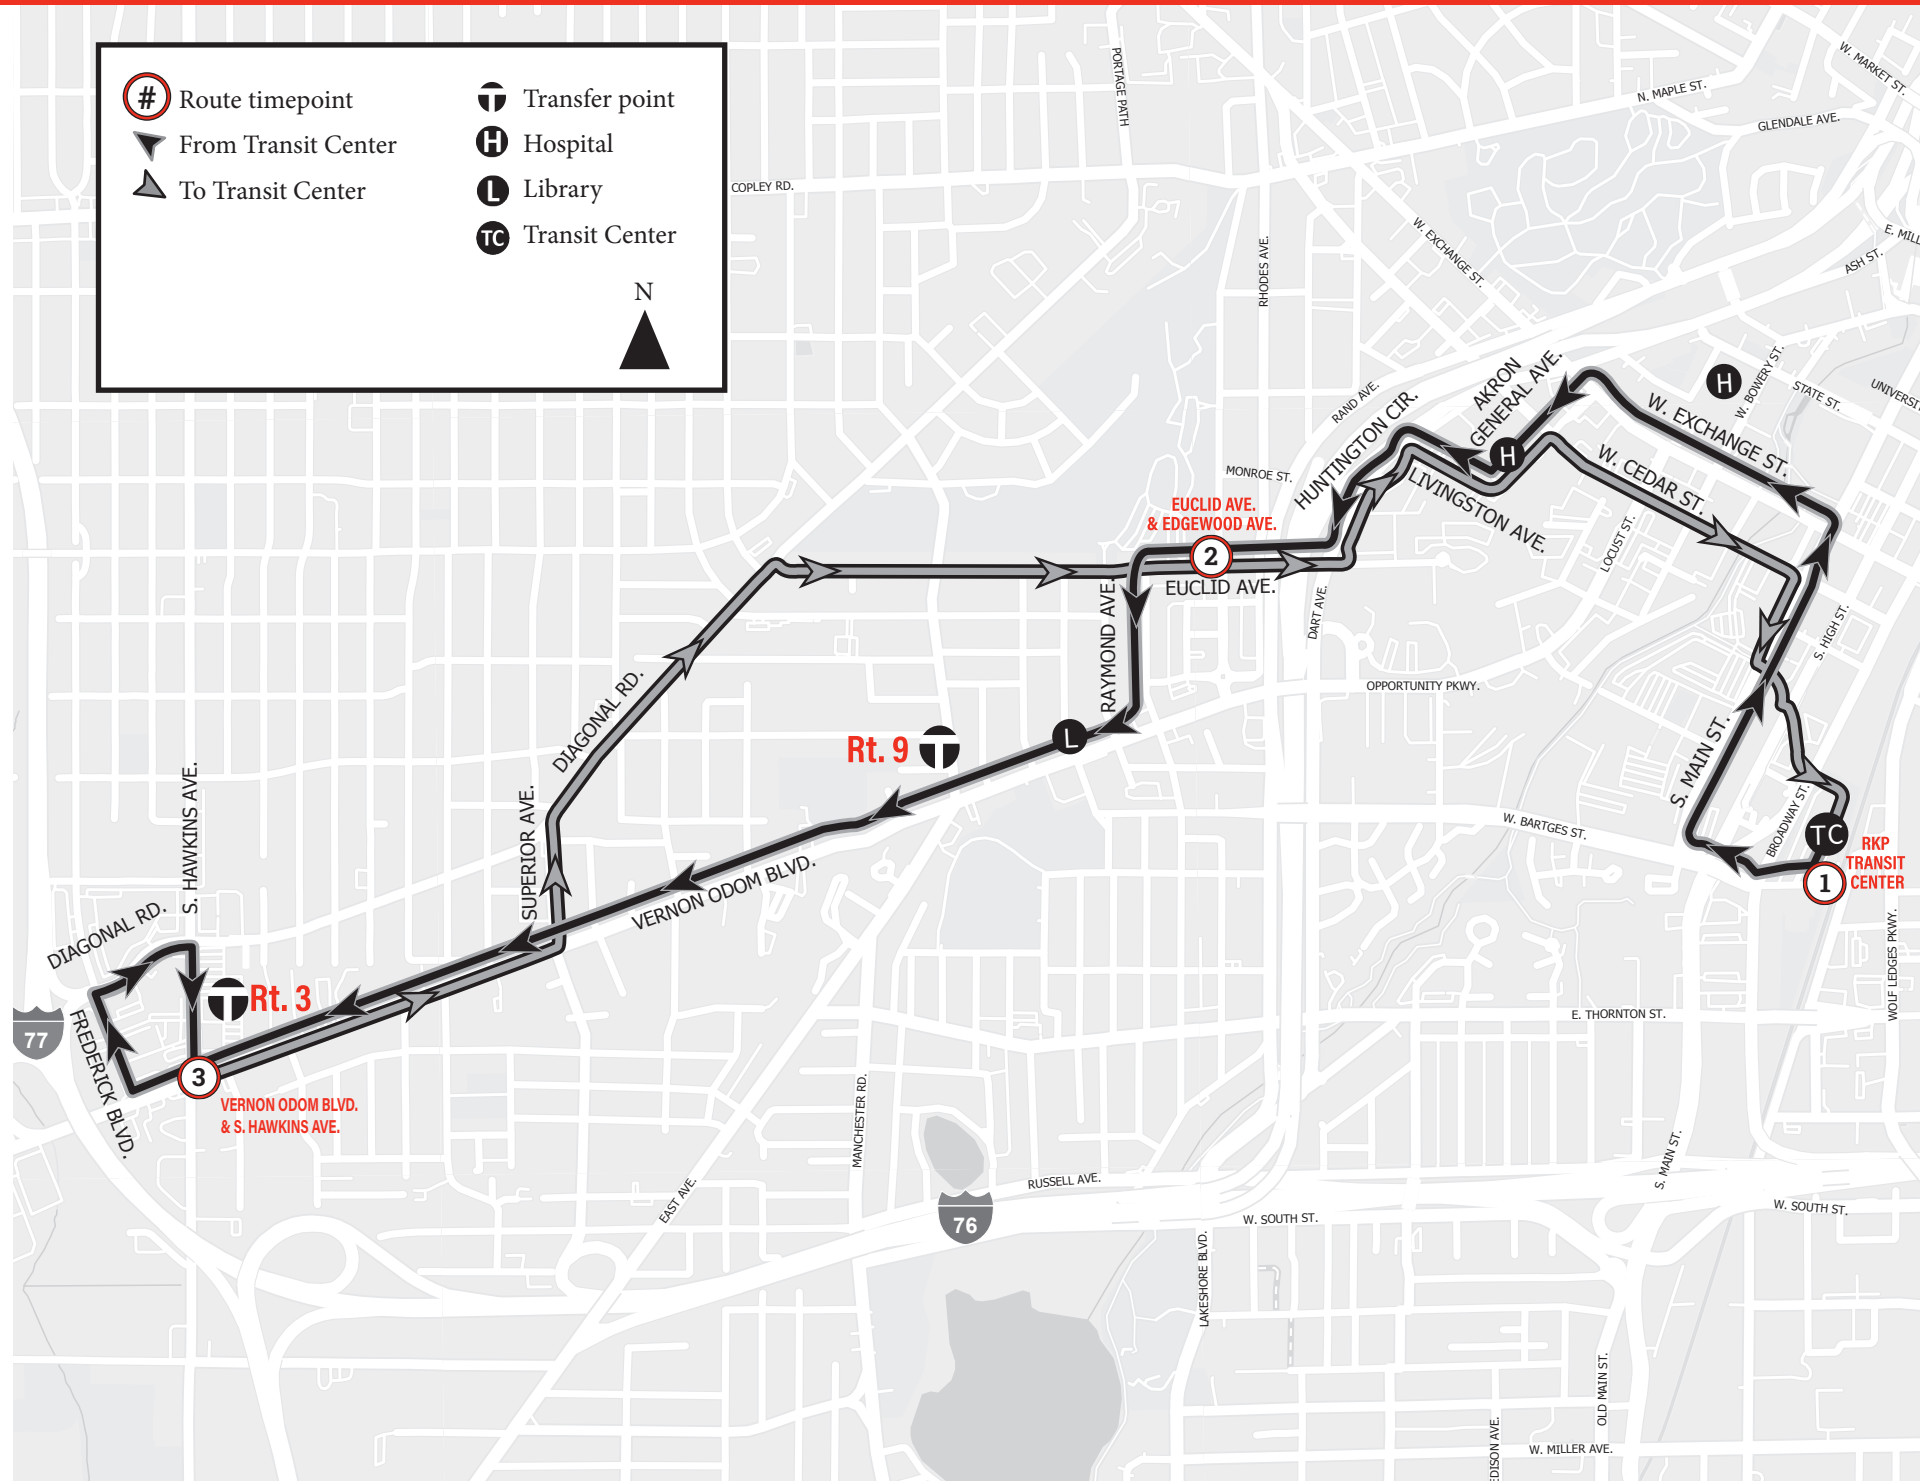 #
Route timepoint
From Transit Center
To Transit Center
T
Transfer point
H
Hospital
L
Library
TC
Transit Center
N
PORTAGE PATH
COPLEY RD.
RHODES AVE.
W. EXCHANGE ST.
N. MAPLE ST.
W. MARKET ST.
GLENDALE AVE.
E. MILL
ASH ST.
H
W. BOWERY ST.
STATE ST.
UNIVERSI
RAND AVE.
MONROE ST.
HUNTINGTON CIR.
AKRON
GENERAL AVE.
H
W. EXCHANGE ST.
W. CEDAR ST.
LIVINGSTON AVE.
LOCUST ST.
EUCLID AVE.
& EDGEWOOD AVE.
2
EUCLID AVE.
DART AVE.
RAYMOND AVE.
OPPORTUNITY PKWY.
S. HIGH ST.
S. MAIN ST.
DIAGONAL RD.
Rt. 9
T
L
S. HAWKINS AVE.
SUPERIOR AVE.
VERNON ODOM BLVD.
W. BARTGES ST.
BROADWAY ST.
TC
RKP
TRANSIT
CENTER
1
WOLF LEDGES PKWY.
DIAGONAL RD.
T
Rt. 3
77
FREDERICK BLVD.
3
VERNON ODOM BLVD.
& S. HAWKINS AVE.
E. THORNTON ST.
MANCHESTER RD.
EAST AVE.
RUSSELL AVE.
76
S. MAIN ST.
W. SOUTH ST.
W. SOUTH ST.
LAKESHORE BLVD.
OLD MAIN ST.
EDISON AVE.
W. MILLER AVE.